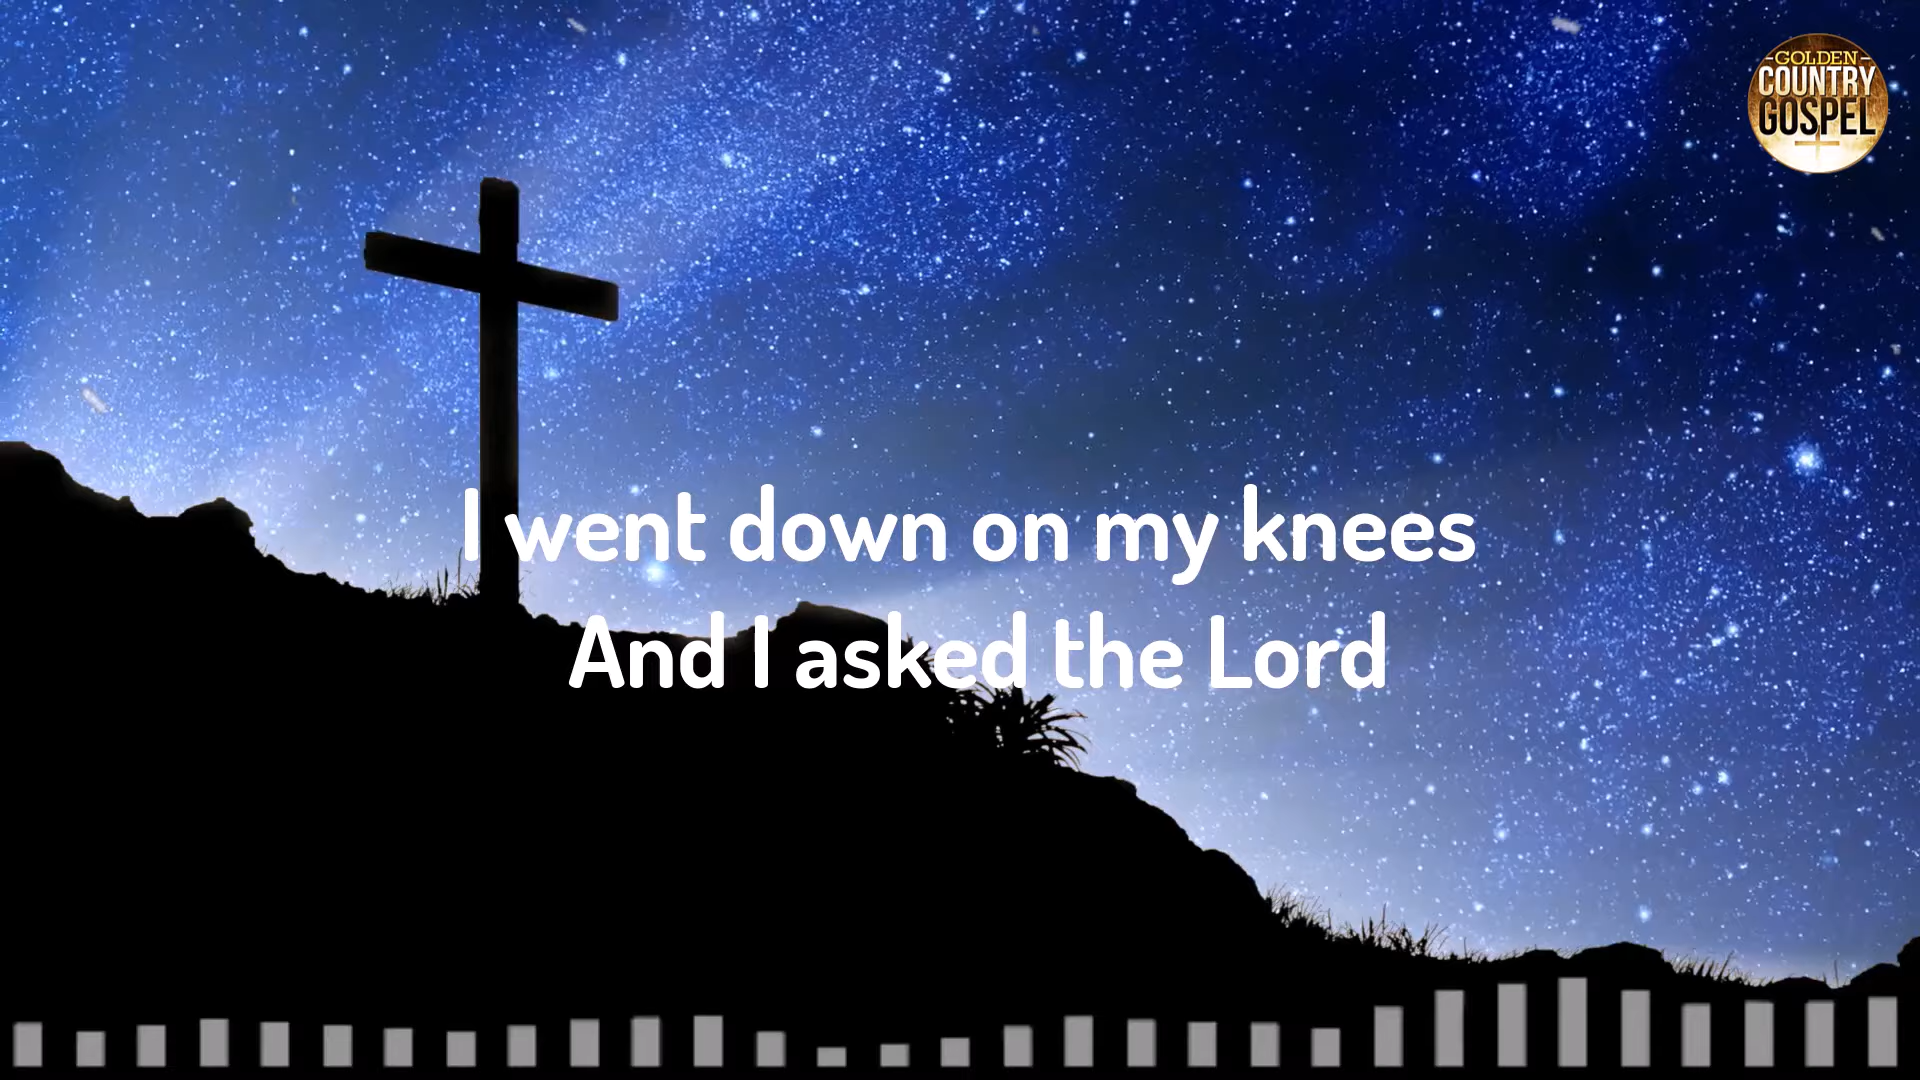 GOLDEN
COUNTRY
GOSPEL
I went down on my knees
And I asked the Lord